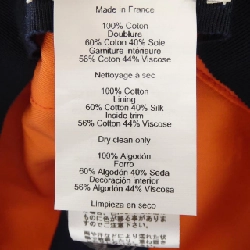 Made in France
100% Coton
Doublure
60% Coton 40% Soie
Garniture intérieure
56% Coton 44% Viscose
Nettoyage à sec
100% Cotton
Lining
60% Cotton 40% Silk
Incide trim
56% Cotton 44% Viscose
Dry clean only
100% Algodón
Forro
60% Algodón 40% Seda
Decoración interior
56% Algodón 44% Viscosa
Limpieza en seco